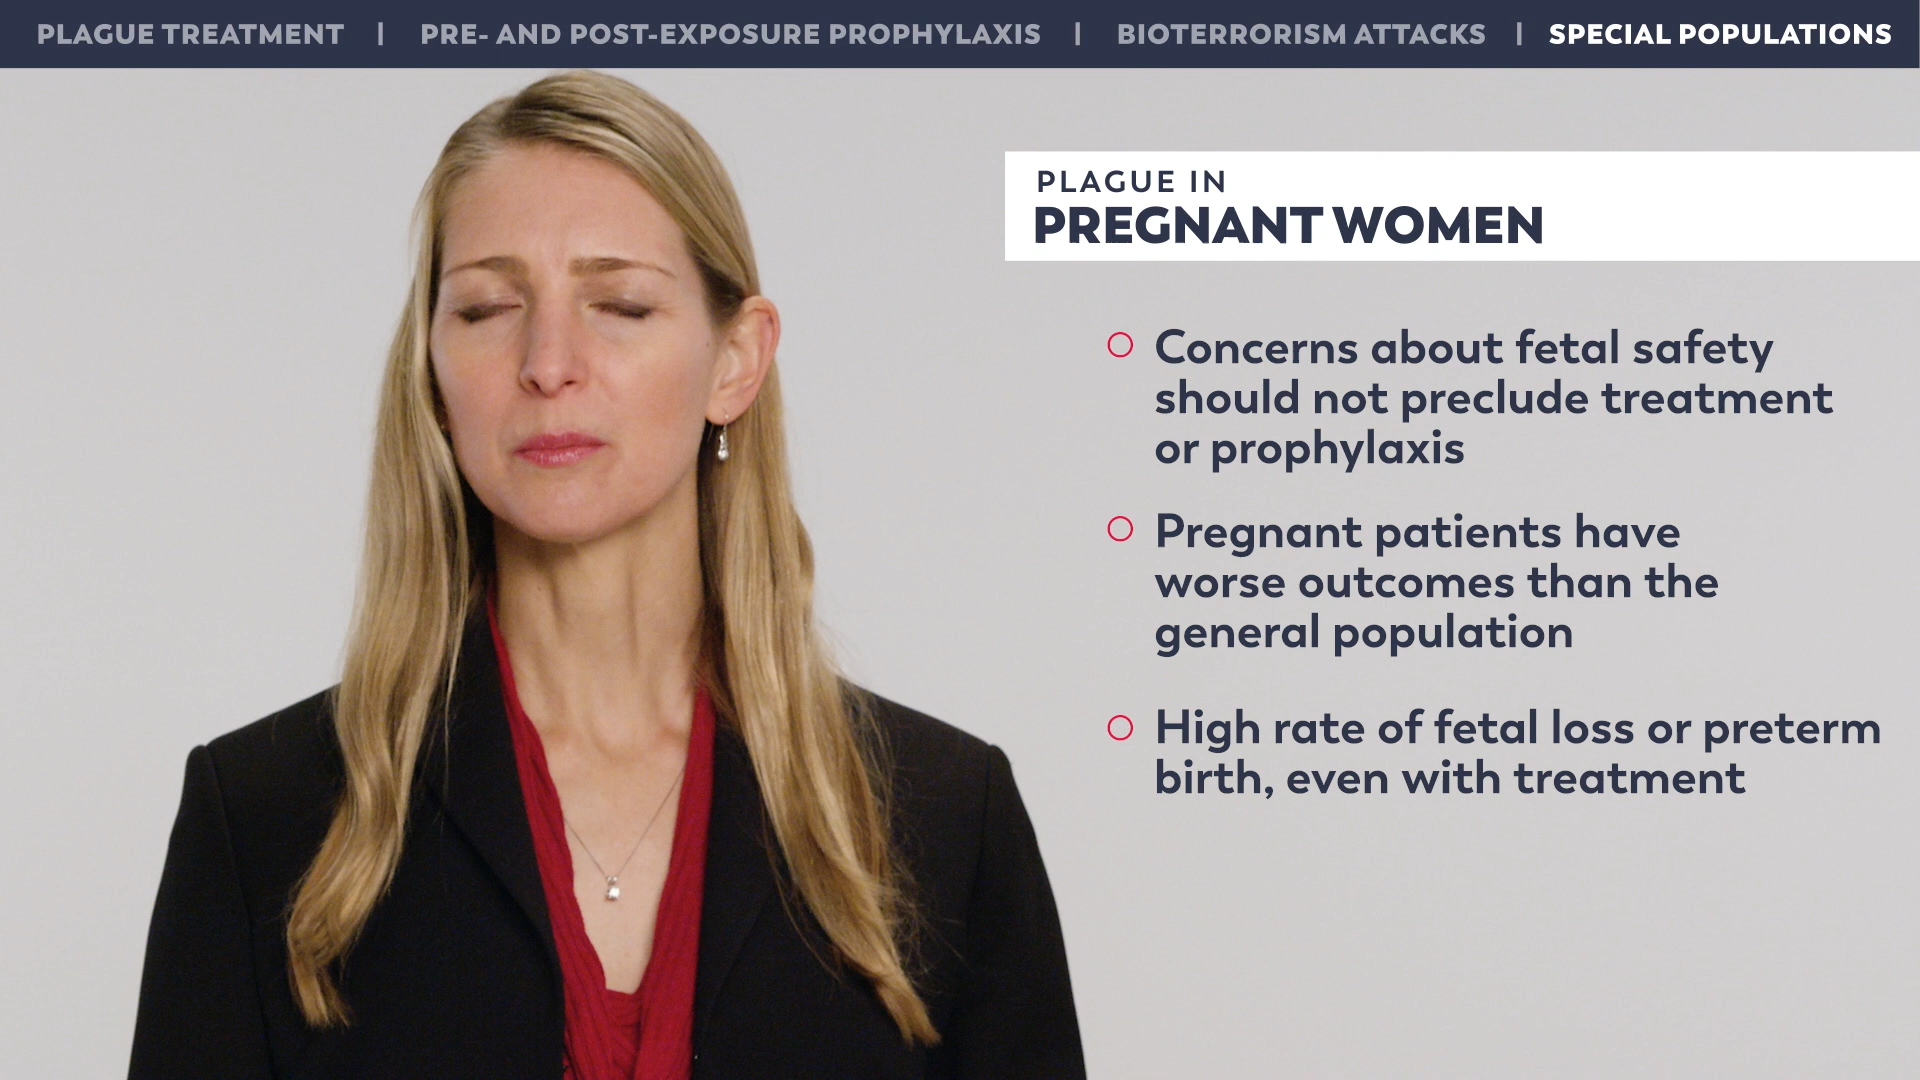 PLAGUE TREATMENT | PRE- AND POST-EXPOSURE PROPHYLAXIS | BIOTERRORISM ATTACKS | SPECIAL POPULATIONS
PLAGUE IN
PREGNANT WOMEN
Concerns about fetal safety
should not preclude treatment
or prophylaxis
Pregnant patients have
worse outcomes than the
general population
High rate of fetal loss or preterm
birth, even with treatment